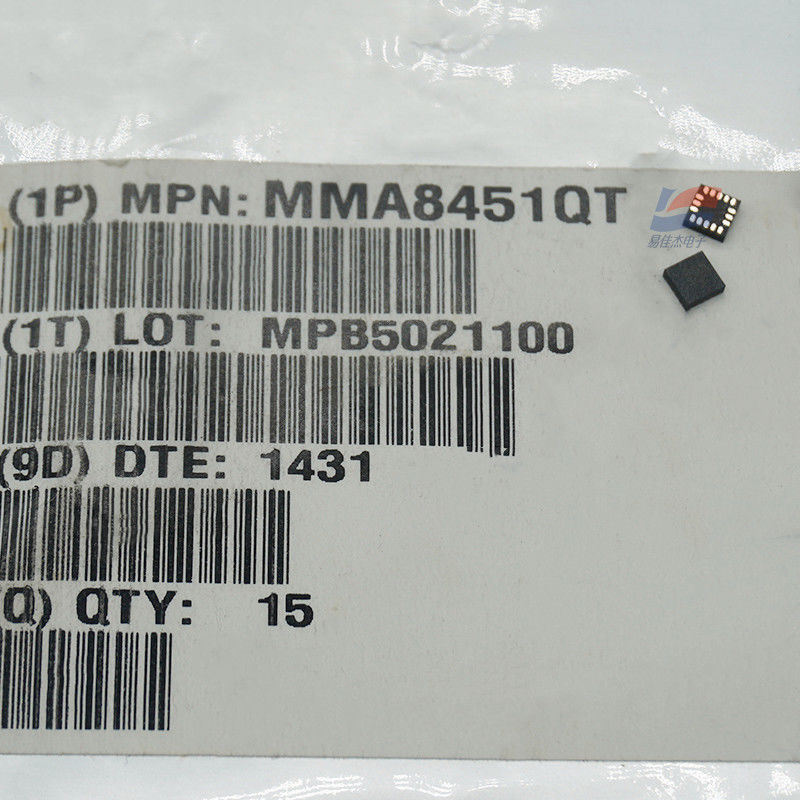 (1P) MPN: MMA8451QT
易佳杰电子
(1T) LOT: MPB5021100
(9D) DTE: 1431
(Q) QTY: 15